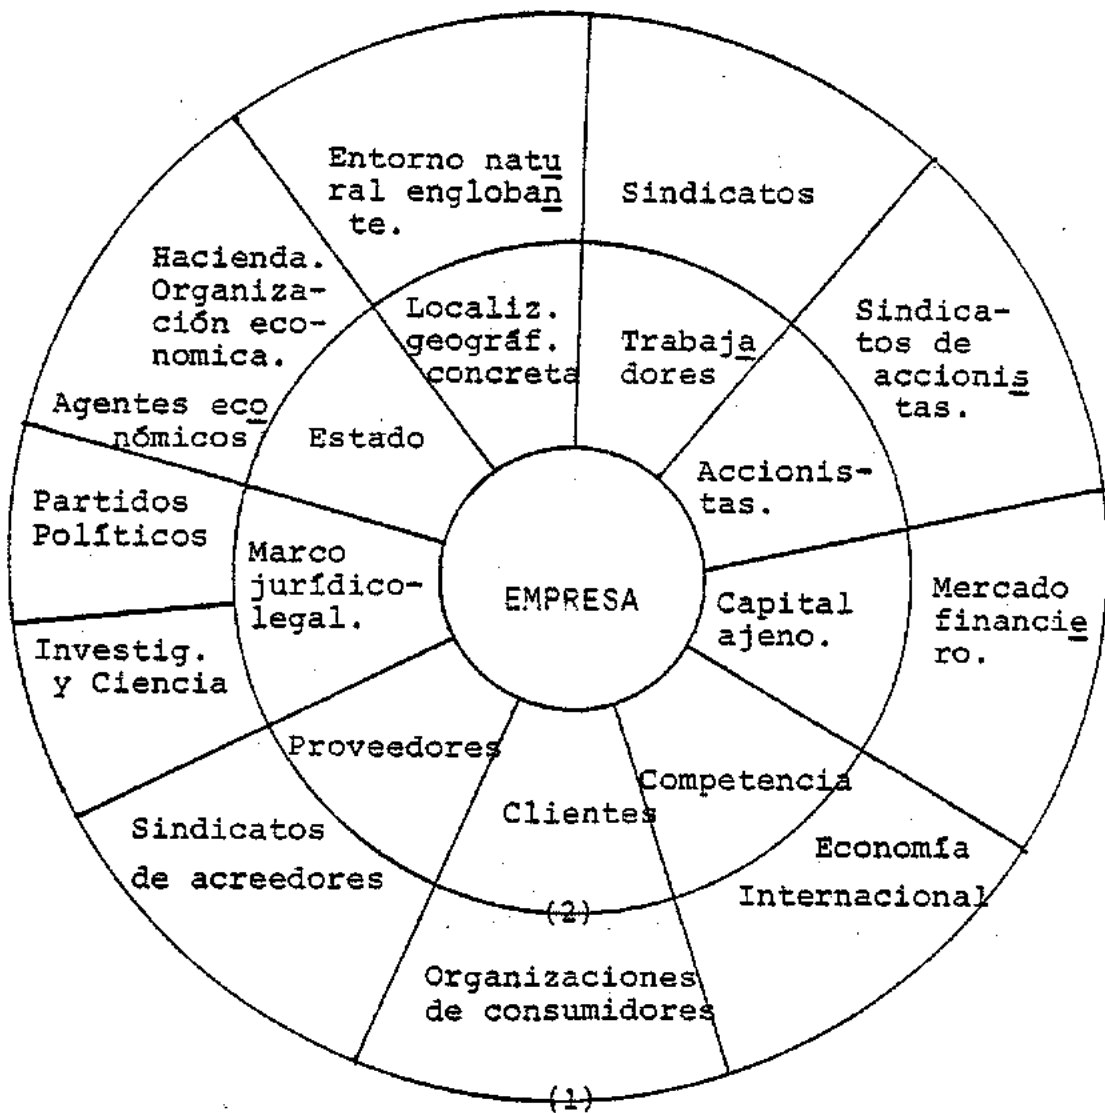 Entorno natu
ral engloban
te.
Sindicatos
Hacienda.
Organiza-
ción eco-
nomica.
Agentes eco
nómicos
Localiz.
geográf.
concreta
Trabaja
dores
Sindica-
tos de
accionis
tas.
Estado
Accionis-
tas.
Partidos
Políticos
Marco
jurídico-
legal.
EMPRESA
Capital
ajeno.
Mercado
financie
ro.
Investig.
y Ciencia
Proveedores
Clientes
Competencia
Sindicatos
de acreedores
Economía
Internacional
(2)
Organizaciones
de consumidores
(1)